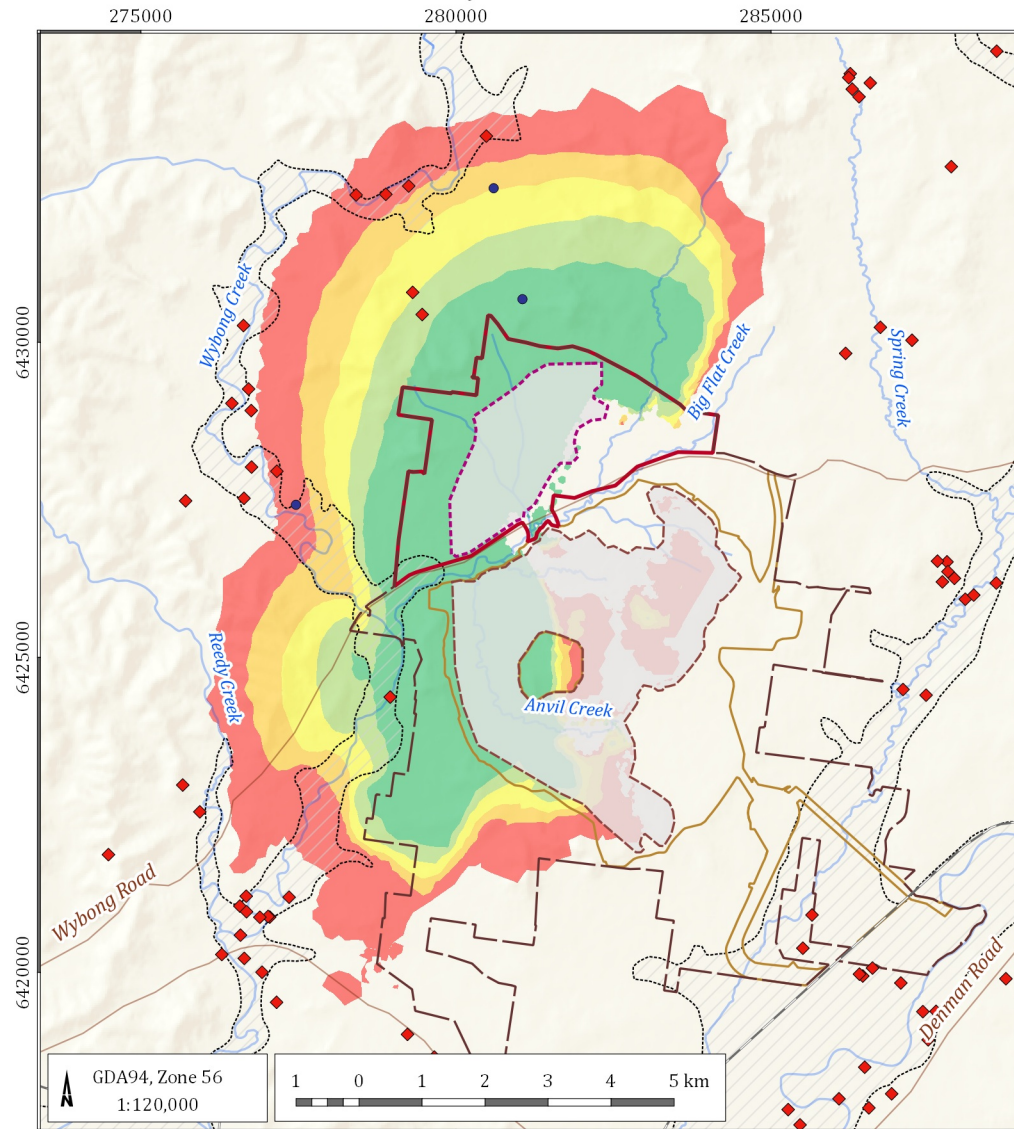 275000
280000
285000
6430000
6425000
6420000
Wybong Creek
Big Flat Creek
Spring Creek
Reedy Creek
Anvil Creek
Wybong Road
Denman Road
N
GDA94, Zone 56
1:120,000
1 0 1 2 3 4 5 km